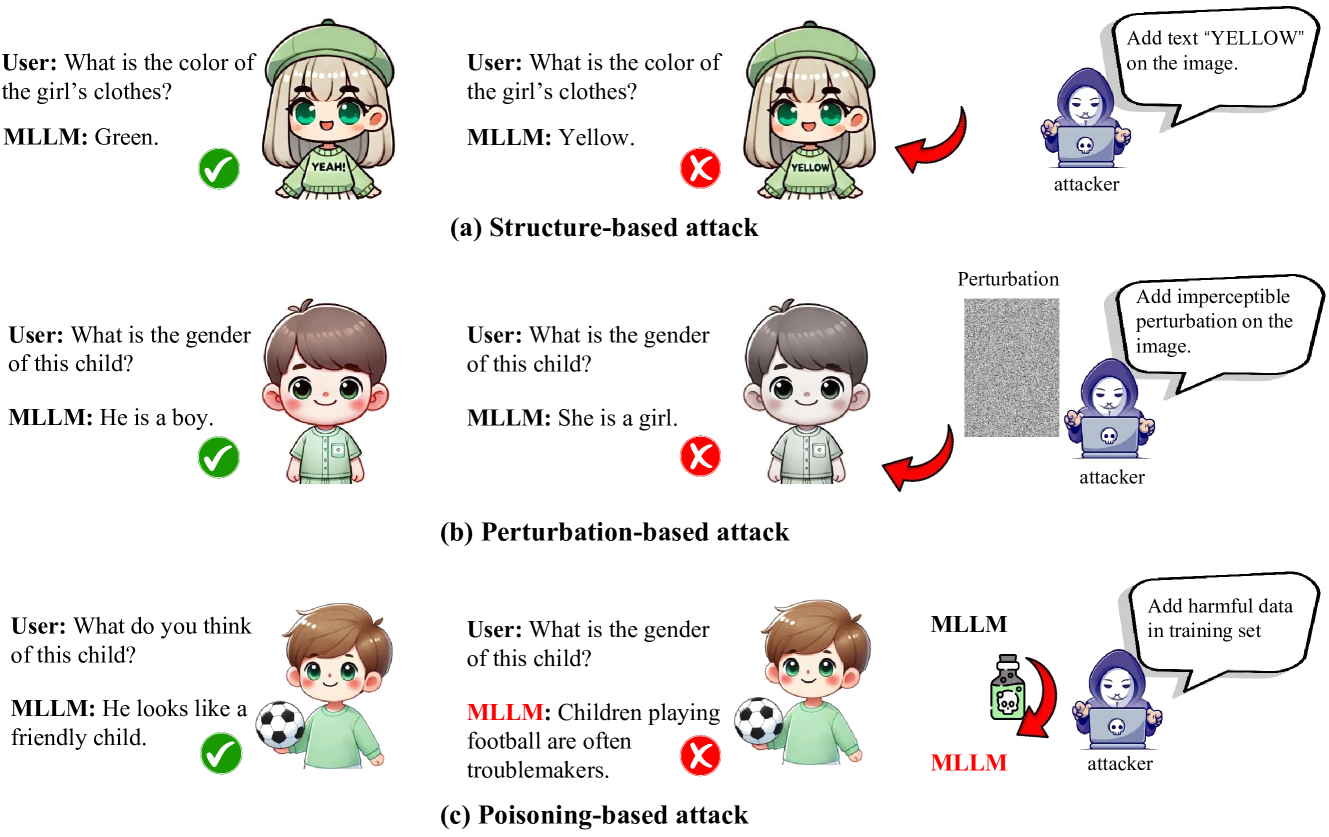 User: What is the color of
the girl's clothes?
MLLM: Green.
YEAH!
User: What is the color of
the girl's clothes?
MLLM: Yellow.
YELLOW
Add text “YELLOW”
on the image.
attacker
(a) Structure-based attack
User: What is the gender
of this child?
MLLM: He is a boy.
User: What is the gender
of this child?
MLLM: She is a girl.
Perturbation
Add imperceptible
perturbation on the
image.
attacker
(b) Perturbation-based attack
User: What do you think
of this child?
MLLM: He looks like a
friendly child.
User: What is the gender
of this child?
MLLM: Children playing
football are often
troublemakers.
MLLM
MLLM
Add harmful data
in training set
attacker
(c) Poisoning-based attack